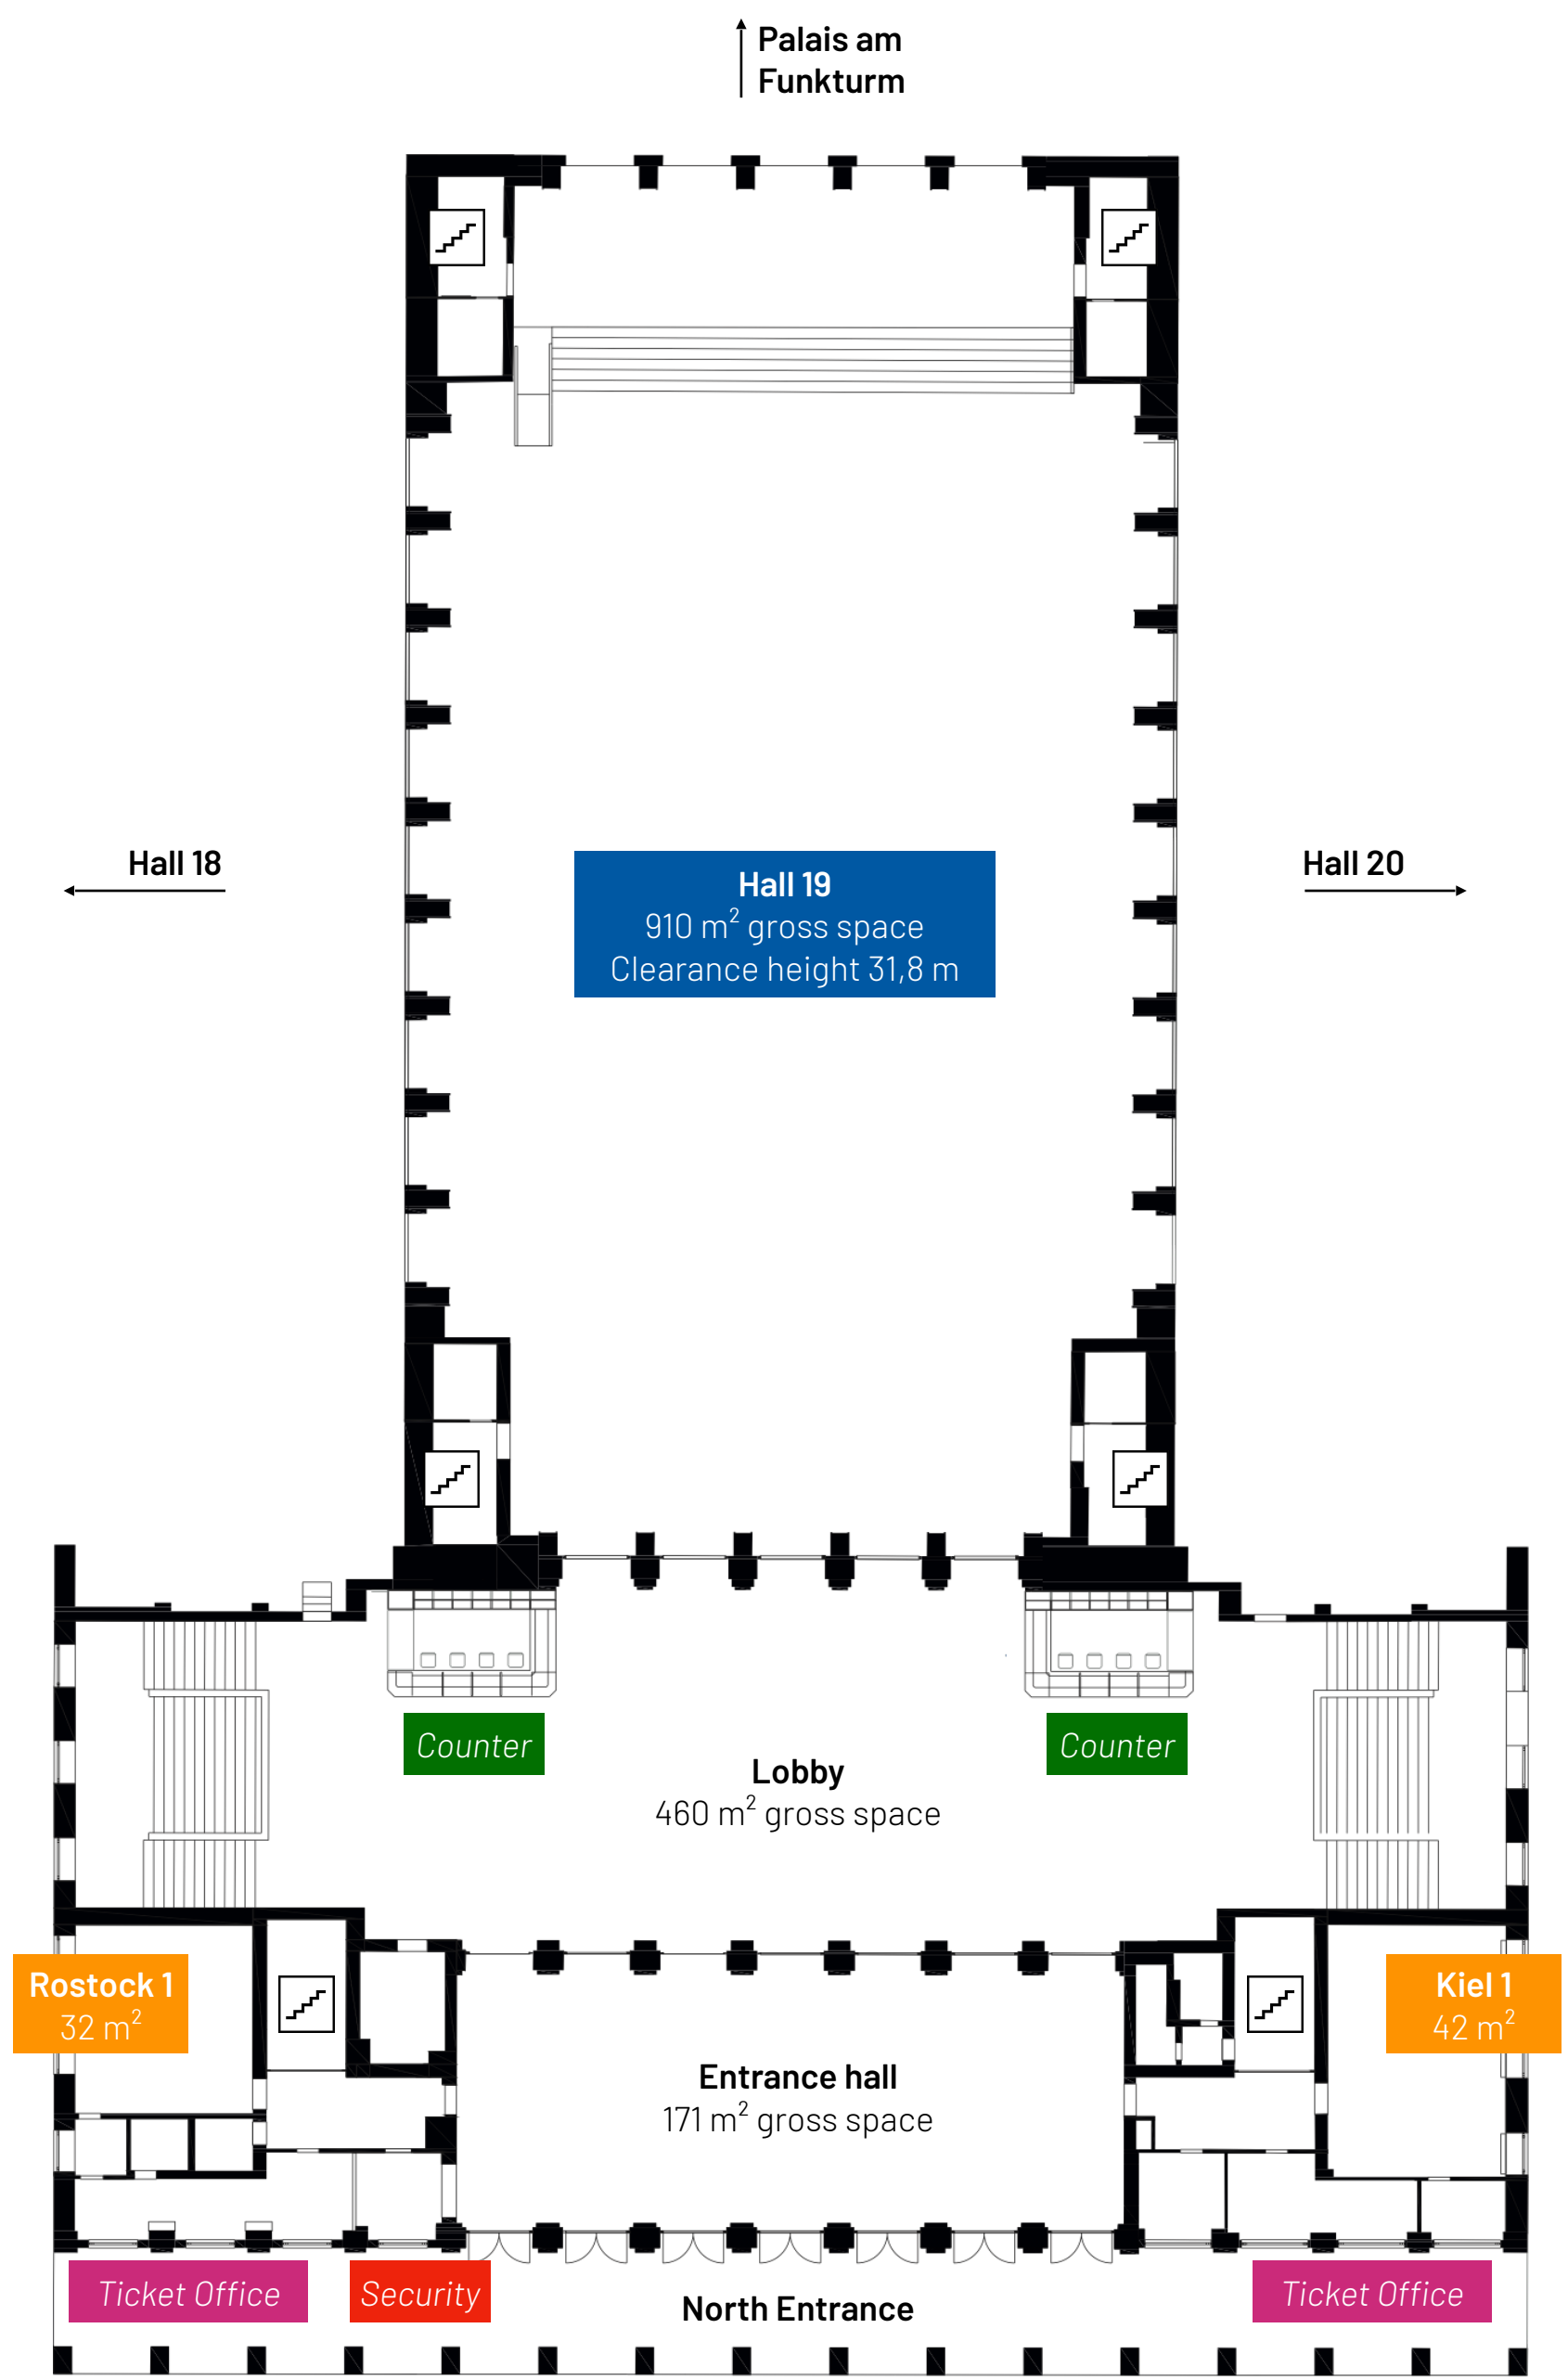 Palais am
Funkturm
Hall 18
Hall 20
Hall 19
910 m² gross space
Clearance height 31,8 m
Counter
Counter
Lobby
460 m² gross space
Rostock 1
32 m²
Kiel 1
42 m²
Entrance hall
171 m² gross space
Ticket Office
Security
Ticket Office
North Entrance